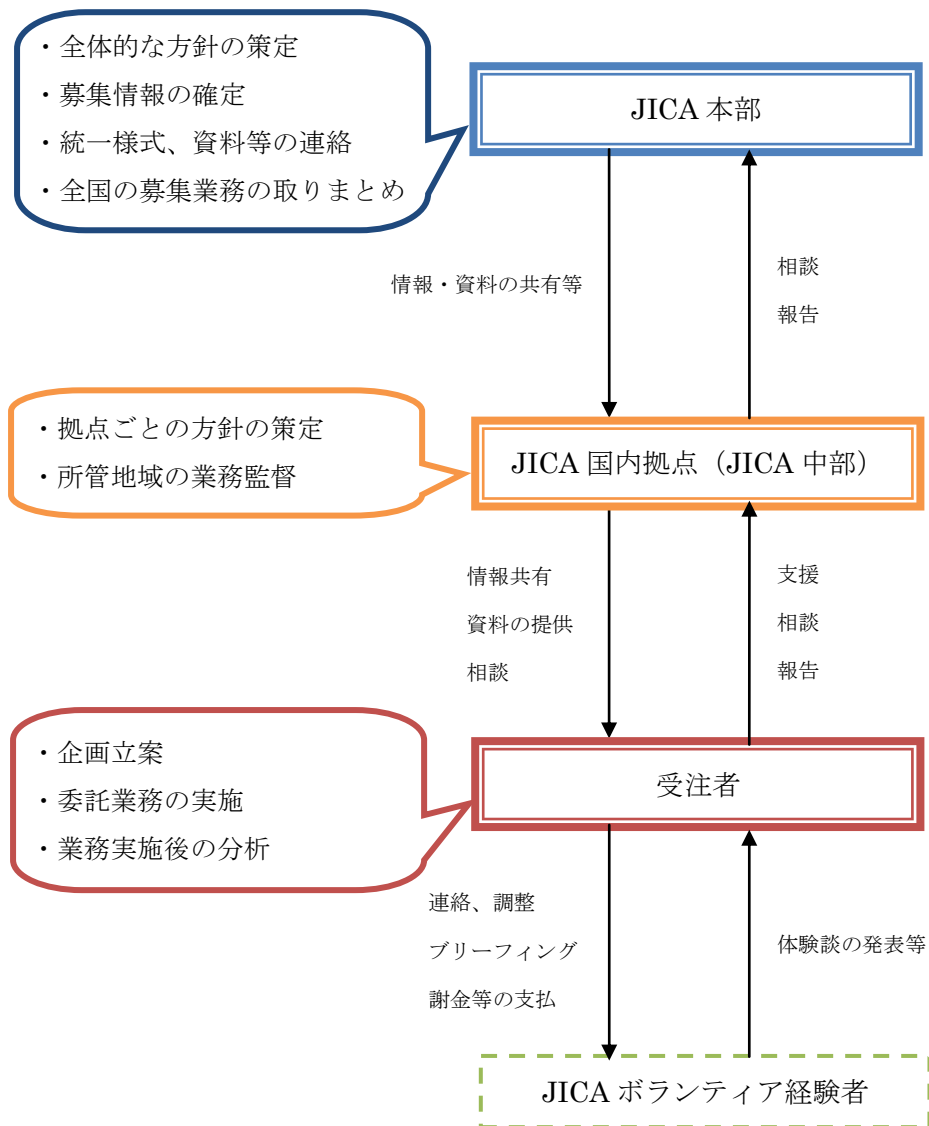 ・全体的な方針の策定
・募集情報の確定
・統一様式、資料等の連絡
・全国の募集業務の取りまとめ
JICA 本部
情報・資料の共有等
相談
報告
・拠点ごとの方針の策定
・所管地域の業務監督
JICA 国内拠点（JICA 中部）
情報共有
資料の提供
相談
支援
相談
報告
・企画立案
・委託業務の実施
・業務実施後の分析
受注者
連絡、調整
ブリーフィング
謝金等の支払
体験談の発表等
JICA ボランティア経験者